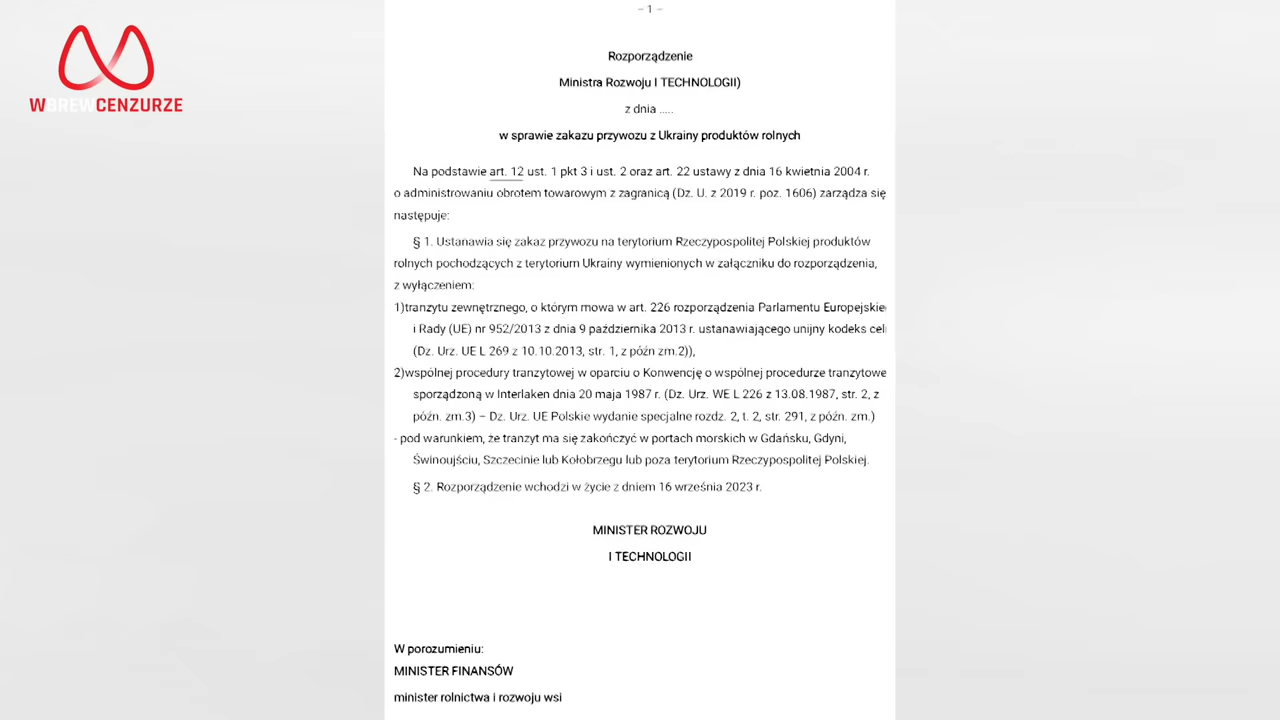 WBREWCENZURZE
– 1 –
Rozporządzenie
Ministra Rozwoju I TECHNOLOGII)
z dnia .....
w sprawie zakazu przywozu z Ukrainy produktów rolnych
Na podstawie art. 12 ust. 1 pkt 3 i ust. 2 oraz art. 22 ustawy z dnia 16 kwietnia 2004 r.
o administrowaniu obrotem towarowym z zagranicą (Dz. U. z 2019 r. poz. 1606) zarządza się
następuje:
§ 1. Ustanawia się zakaz przywozu na terytorium Rzeczypospolitej Polskiej produktów
rolnych pochodzących z terytorium Ukrainy wymienionych w załączniku do rozporządzenia,
z wyłączeniem:
1)tranzytu zewnętrznego, o którym mowa w art. 226 rozporządzenia Parlamentu Europejskie
i Rady (UE) nr 952/2013 z dnia 9 października 2013 r. ustanawiającego unijny kodeks cel
(Dz. Urz. UE L 269 z 10.10.2013, str. 1, z późn zm.2)),
2)wspólnej procedury tranzytowej w oparciu o Konwencję o wspólnej procedurze tranzytowe
sporządzoną w Interlaken dnia 20 maja 1987 r. (Dz. Urz. WE L 226 z 13.08.1987, str. 2, z
późn. zm.3) – Dz. Urz. UE Polskie wydanie specjalne rozdz. 2, t. 2, str. 291, z późn. zm.)
- pod warunkiem, że tranzyt ma się zakończyć w portach morskich w Gdańsku, Gdyni,
Świnoujściu, Szczecinie lub Kołobrzegu lub poza terytorium Rzeczypospolitej Polskiej.
§ 2. Rozporządzenie wchodzi w życie z dniem 16 września 2023 r.
MINISTER ROZWOJU
I TECHNOLOGII
W porozumieniu:
MINISTER FINANSÓW
minister rolnictwa i rozwoju wsi